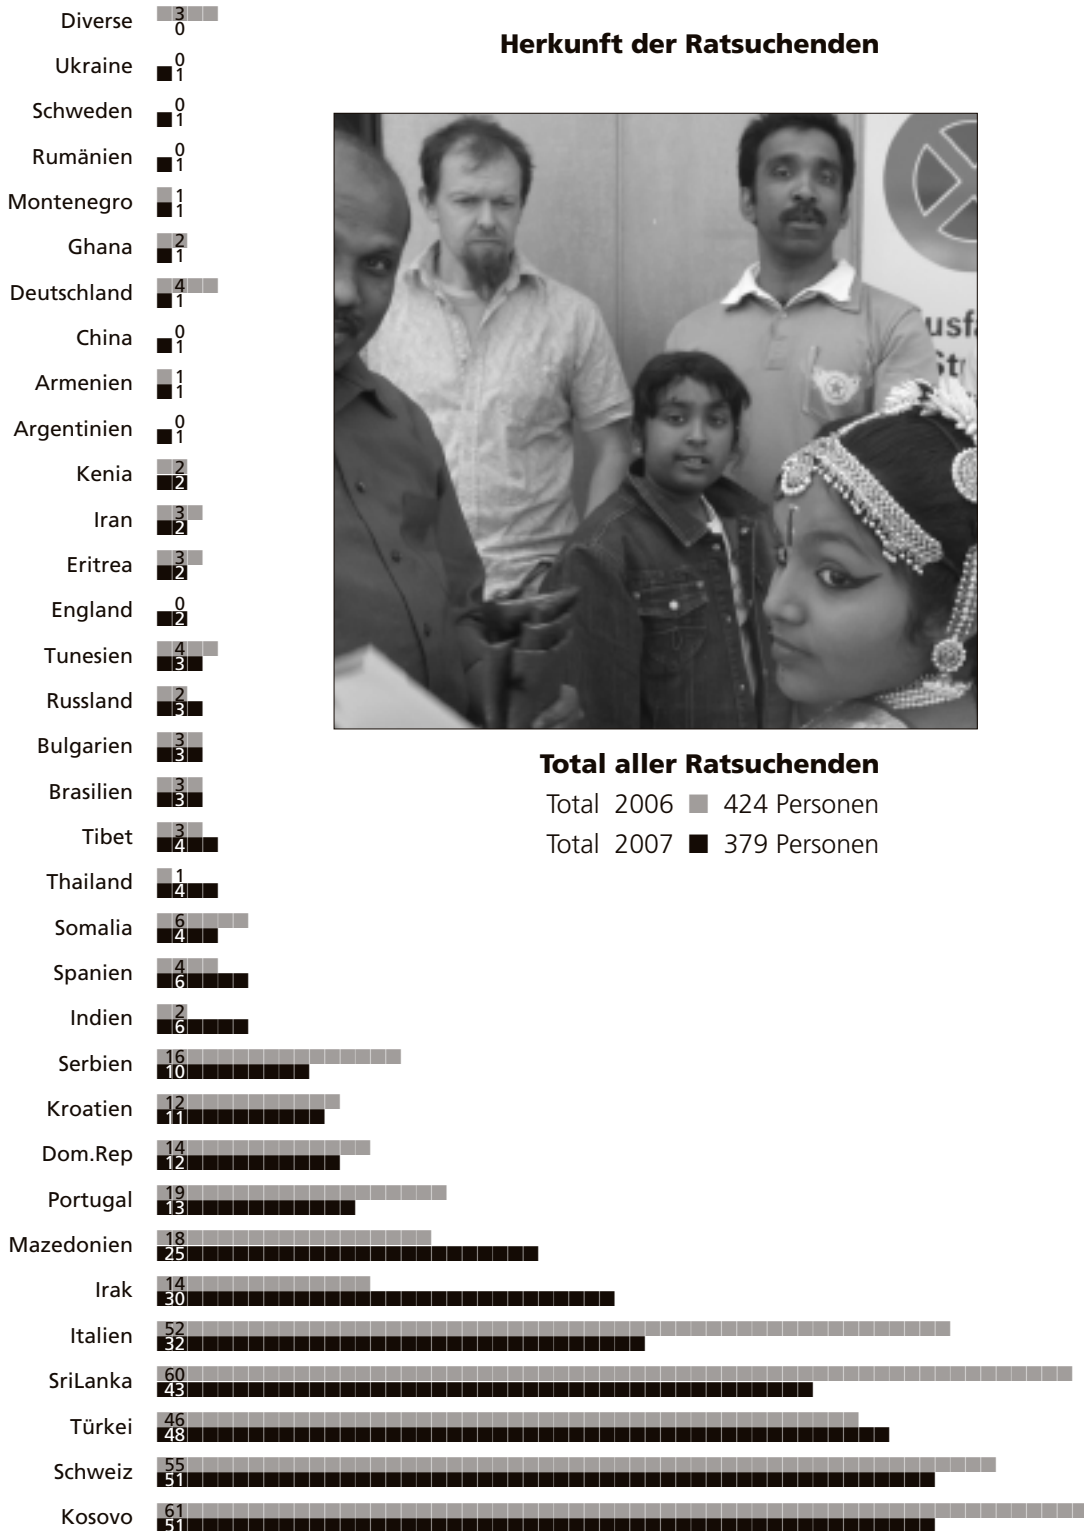 Herkunft der Ratsuchenden
Diverse 3
0
Ukraine 0
1
Schweden 0
1
Rumänien 0
1
Montenegro 1
1
Ghana 2
1
Deutschland 4
1
China 0
1
Armenien 1
1
Argentinien 0
1
Kenia 2
2
Iran 3
2
Eritrea 3
2
England 0
2
Tunesien 4
3
Russland 2
3
Bulgarien 3
3
Brasilien 3
3
Tibet 3
4
Thailand 1
4
Somalia 6
4
Spanien 4
6
Indien 2
6
Serbien 16
10
Kroatien 12
11
Dom.Rep 14
12
Portugal 19
13
Mazedonien 18
25
Irak 14
30
Italien 52
32
SriLanka 60
43
Türkei 46
48
Schweiz 55
51
Kosovo 61
51
Total aller Ratsuchenden
Total 2006 424 Personen
Total 2007 379 Personen